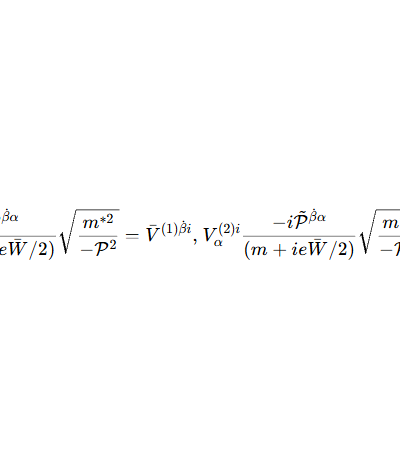 ^{\dot{\beta}\alpha}}{e\bar{W}/2)} \sqrt{\frac{m^{*2}}{-\mathcal{P}^2}} = \bar{V}^{(1)\dot{\beta}i}, V_{\alpha}^{(2)i} \frac{-i\tilde{\mathcal{P}}^{\dot{\beta}\alpha}}{(m + ie\bar{W}/2)} \sqrt{\frac{m}{-\mathcal{P}}}